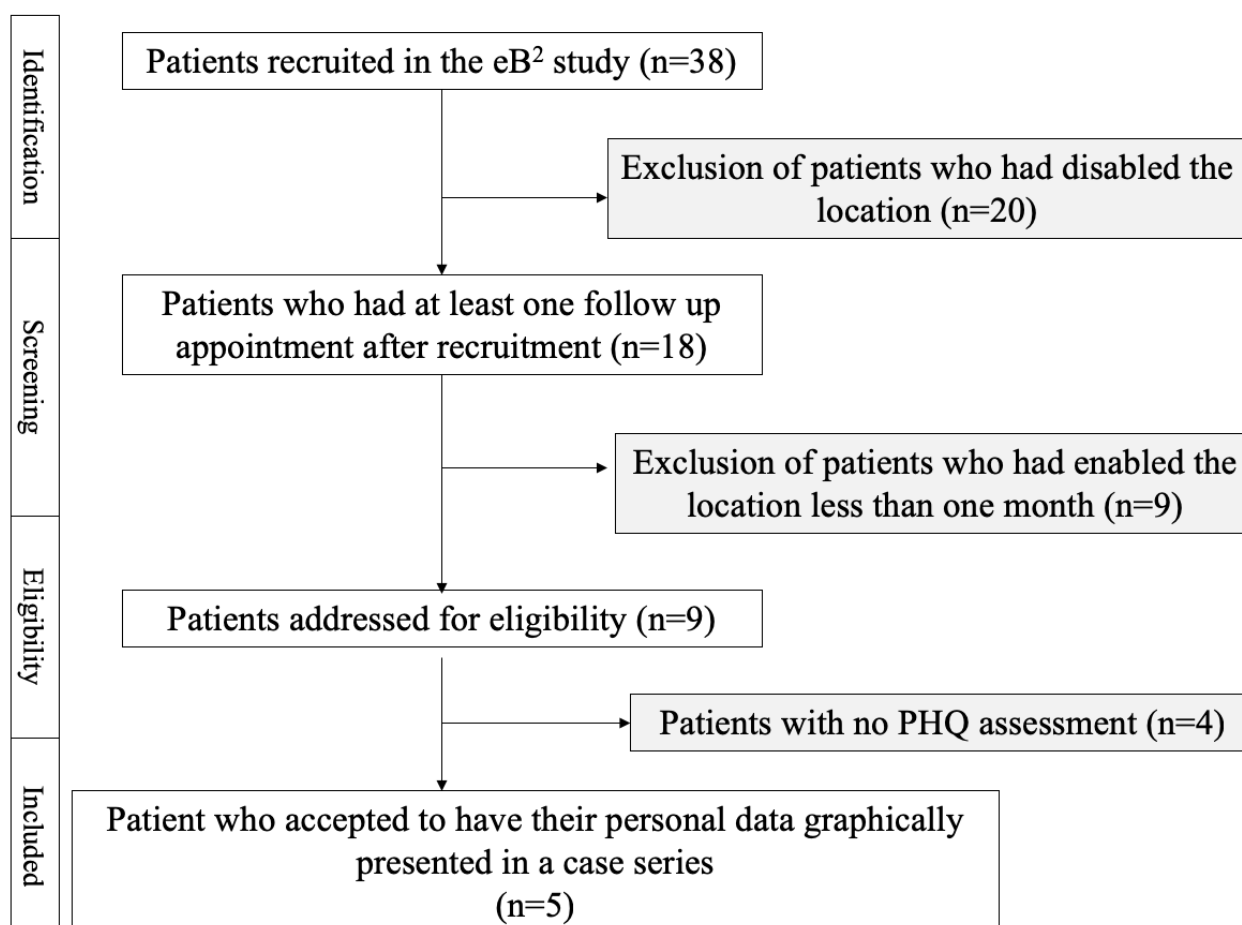 Identification
Patients recruited in the eB² study (n=38)
Exclusion of patients who had disabled the
location (n=20)
Screening
Patients who had at least one follow up
appointment after recruitment (n=18)
Exclusion of patients who had enabled the
location less than one month (n=9)
Eligibility
Patients addressed for eligibility (n=9)
Patients with no PHQ assessment (n=4)
Included
Patient who accepted to have their personal data graphically
presented in a case series
(n=5)